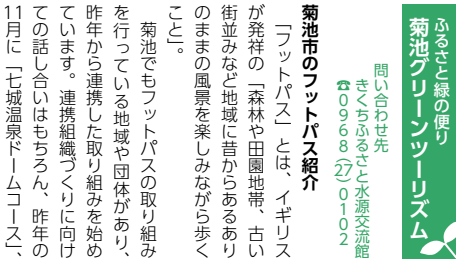 ふるさと緑の便り
菊池グリーンツーリズム
問い合わせ先
きくちふるさと水源交流館
☎0968(27)0102
菊池市のフットパス紹介
「フットパス」とは、イギリス
が発祥の「森林や田園地帯、古い
街並みなど地域に昔からあるあり
のままの風景を楽しみながら歩く
こと」。
菊池でもフットパスの取り組み
を行っている地域や団体があり、
昨年から連携した取り組みを始め
ています。連携組織づくりに向け
ての話し合いはもちろん、昨年の
11月に「七城温泉ドームコース」、